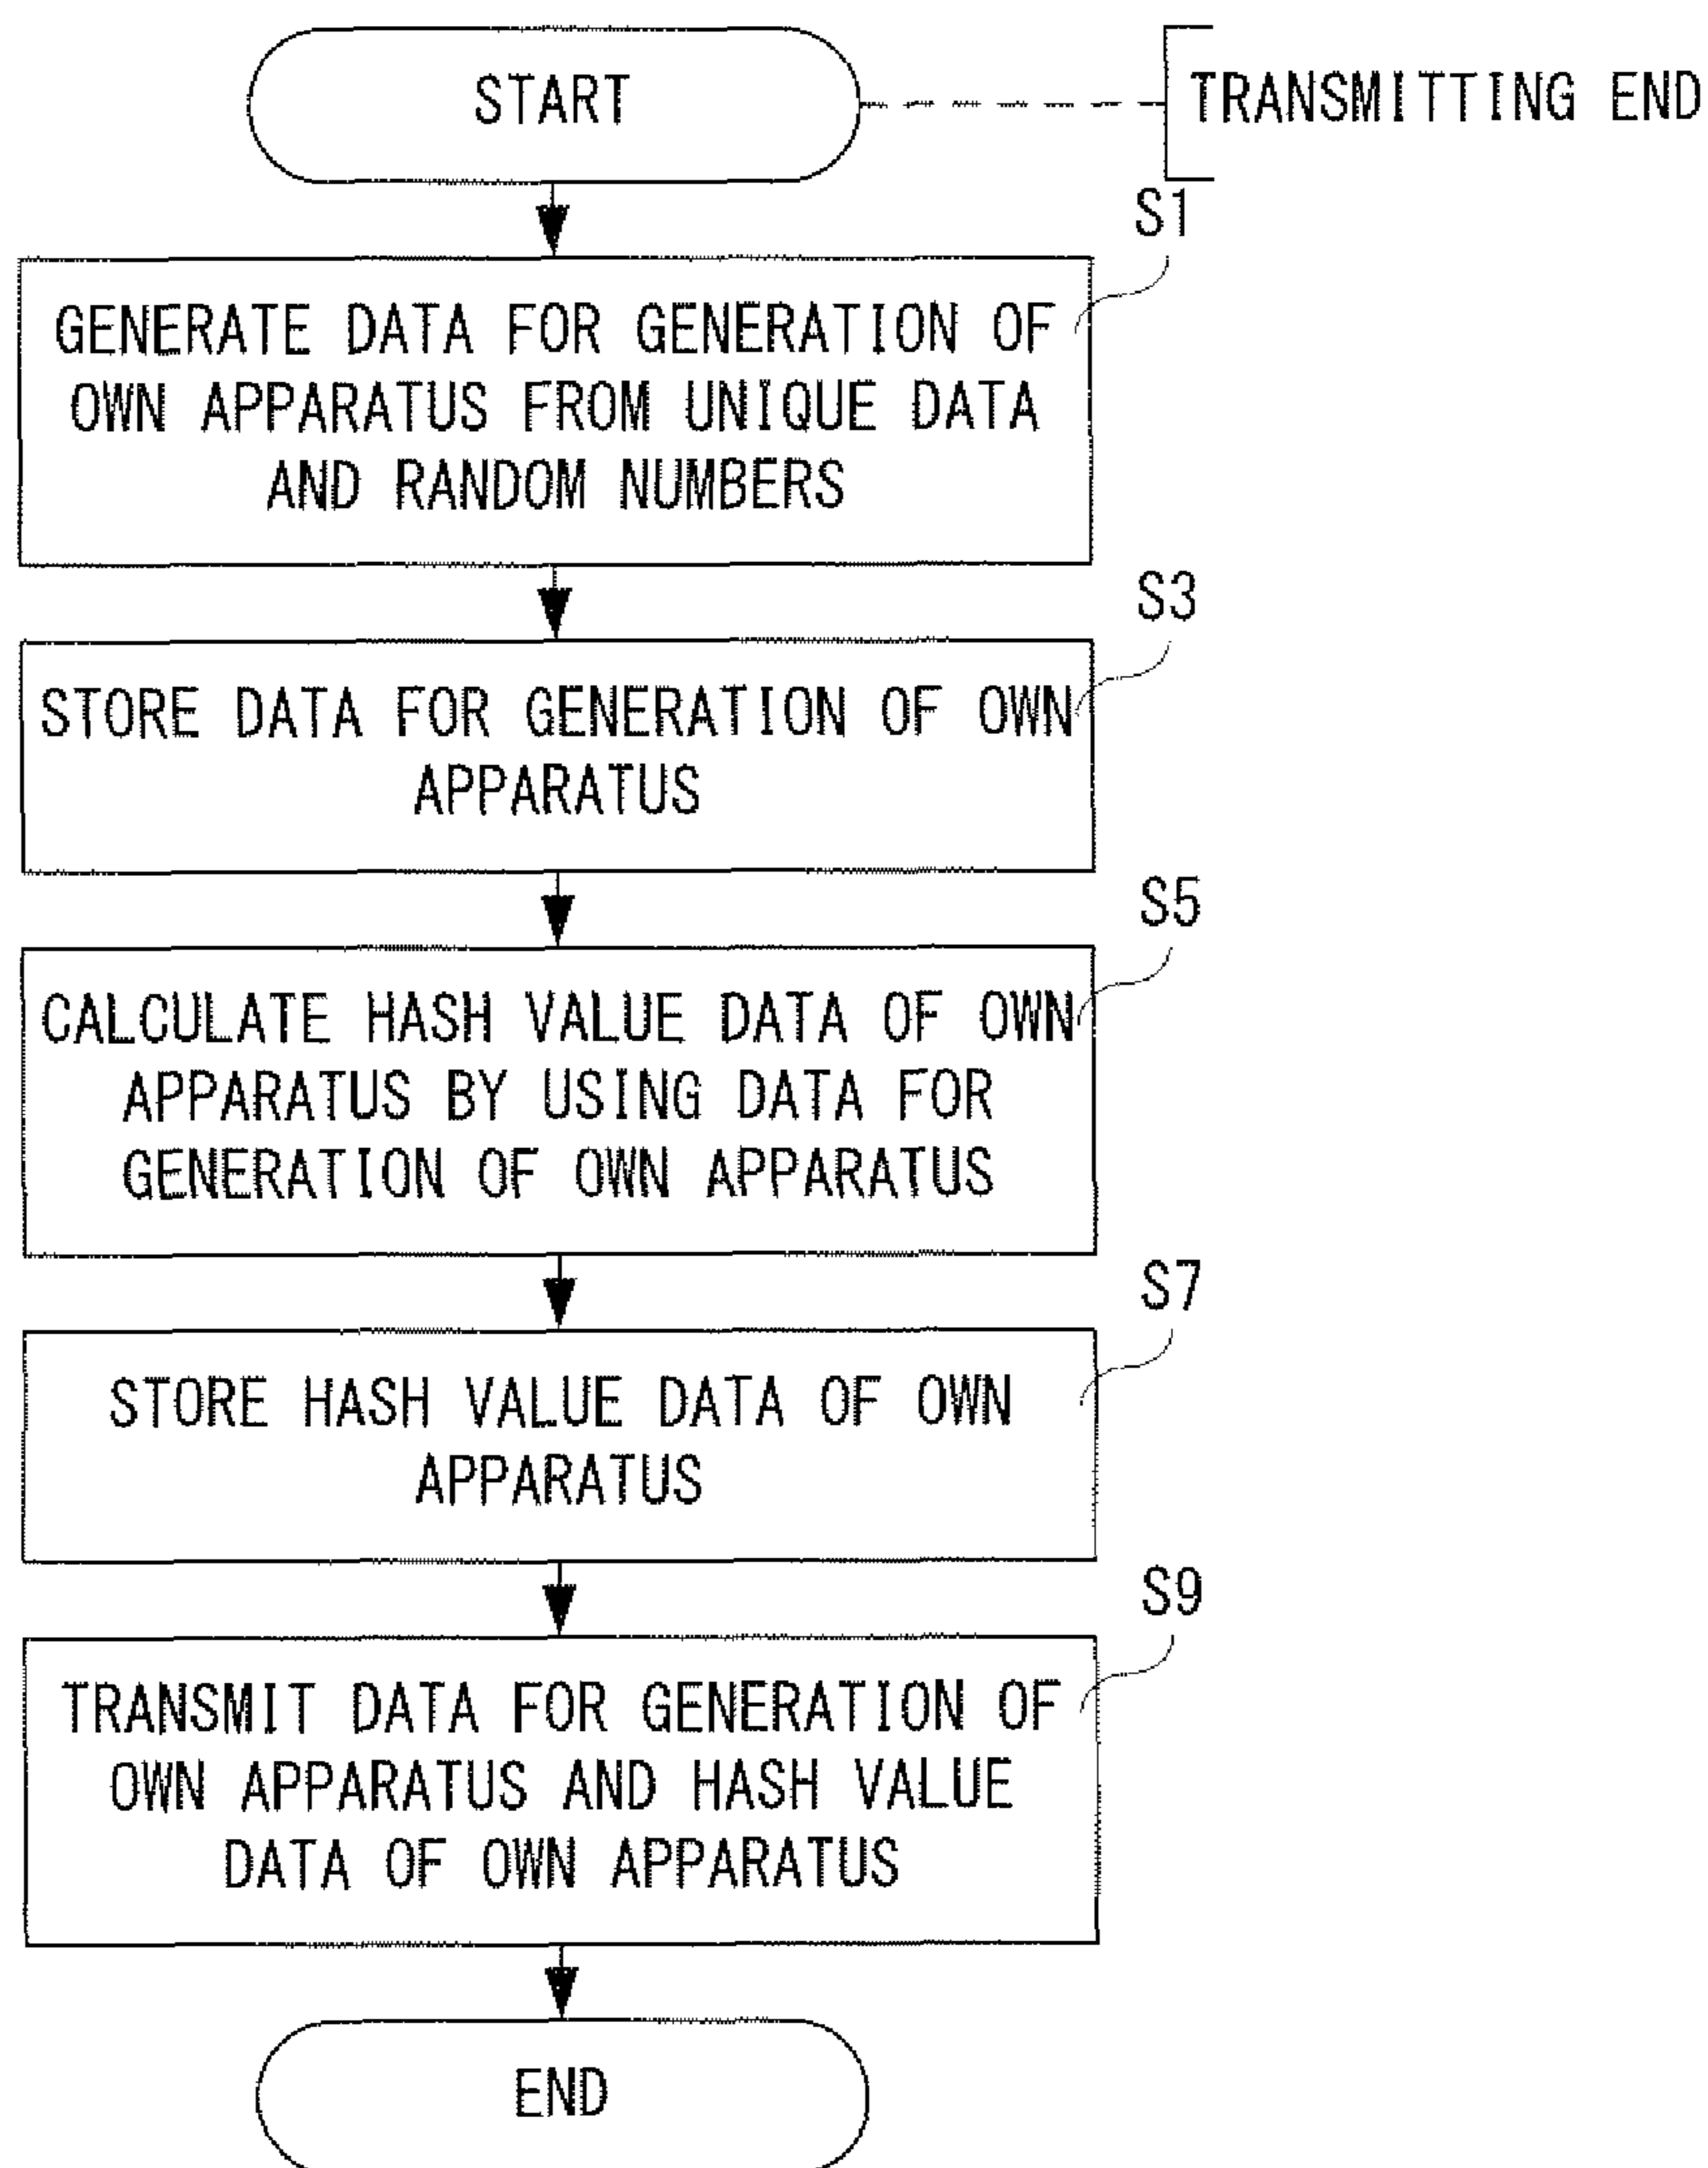 START
TRANSMITTING END
S1
GENERATE DATA FOR GENERATION OF
OWN APPARATUS FROM UNIQUE DATA
AND RANDOM NUMBERS
S3
STORE DATA FOR GENERATION OF OWN
APPARATUS
S5
CALCULATE HASH VALUE DATA OF OWN
APPARATUS BY USING DATA FOR
GENERATION OF OWN APPARATUS
S7
STORE HASH VALUE DATA OF OWN
APPARATUS
S9
TRANSMIT DATA FOR GENERATION OF
OWN APPARATUS AND HASH VALUE
DATA OF OWN APPARATUS
END